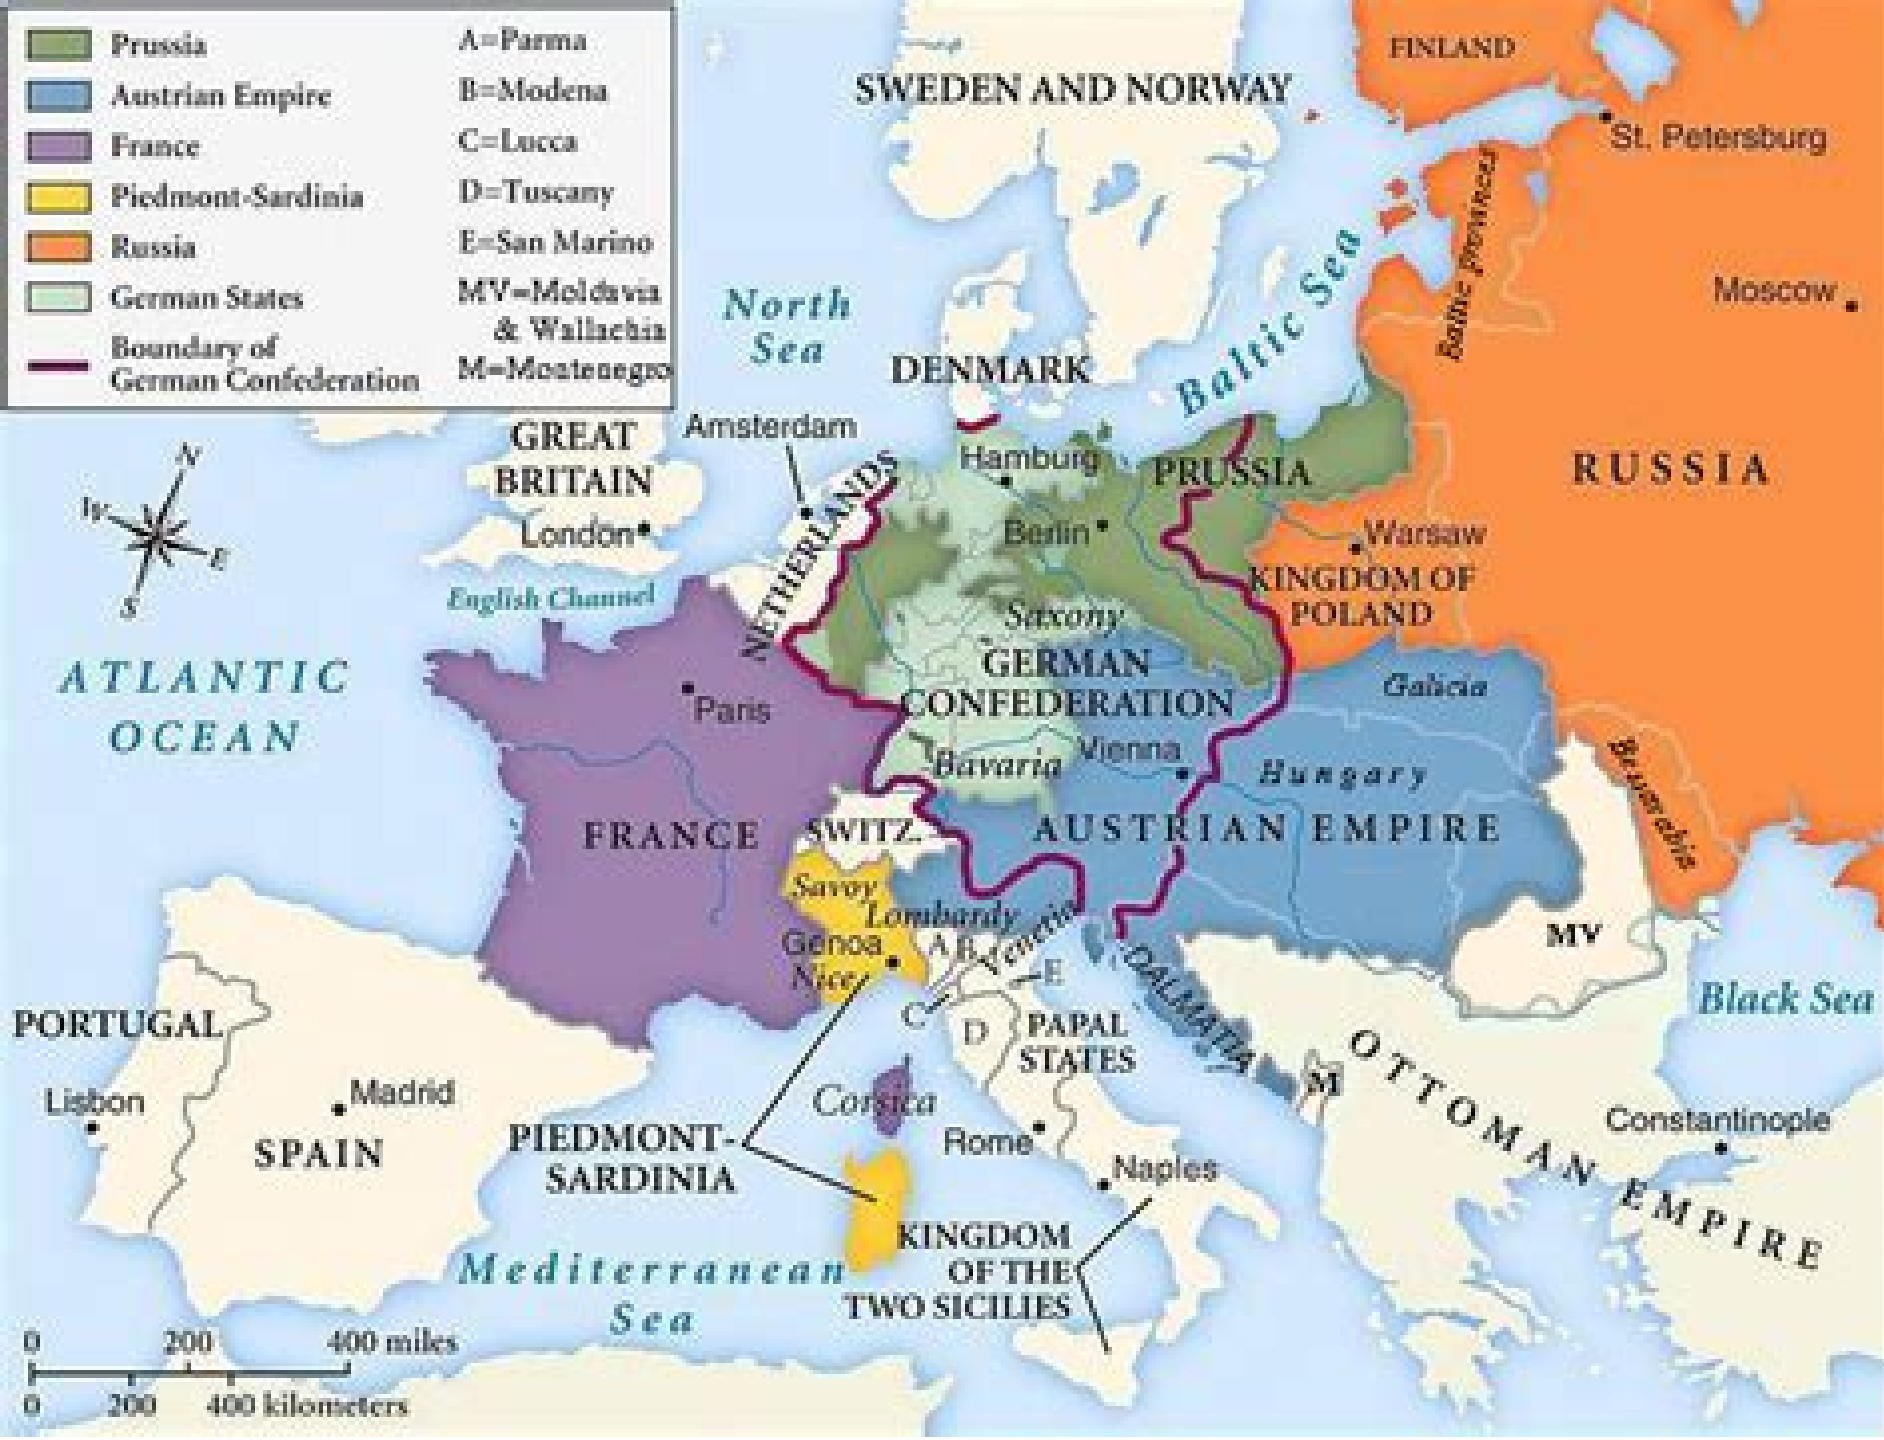 Prussia
Austrian Empire
France
Piedmont-Sardinia
Russia
German States
Boundary of
German Confederation
A=Parma
B=Modena
C=Lucca
D=Tuscany
E=San Marino
MV=Moldavia
& Wallachia
M=Montenegro
FINLAND
SWEDEN AND NORWAY
St. Petersburg
Baltic Provinces
Moscow
North
Sea
Baltic Sea
DENMARK
Amsterdam
GREAT
BRITAIN
London
NETHERLANDS
Hamburg
PRUSSIA
RUSSIA
N
W
E
S
Berlin
Warsaw
KINGDOM OF
POLAND
English Channel
Saxony
GERMAN
CONFEDERATION
ATLANTIC
OCEAN
Paris
Galicia
Bavaria
Vienna
Hungary
Bessarabia
FRANCE
SWITZ.
AUSTRIAN EMPIRE
Savoy
Lombardy
Venetia
Genoa
Nice
A
B
E
C
D
DALMATIA
MV
Black Sea
PORTUGAL
PAPAL
STATES
OTTOMAN EMPIRE
M
Lisbon
Madrid
SPAIN
Corsica
Rome
Constantinople
PIEDMONT-
SARDINIA
Naples
KINGDOM
OF THE
TWO SICILIES
Mediterranean
Sea
0 200 400 miles
0 200 400 kilometers